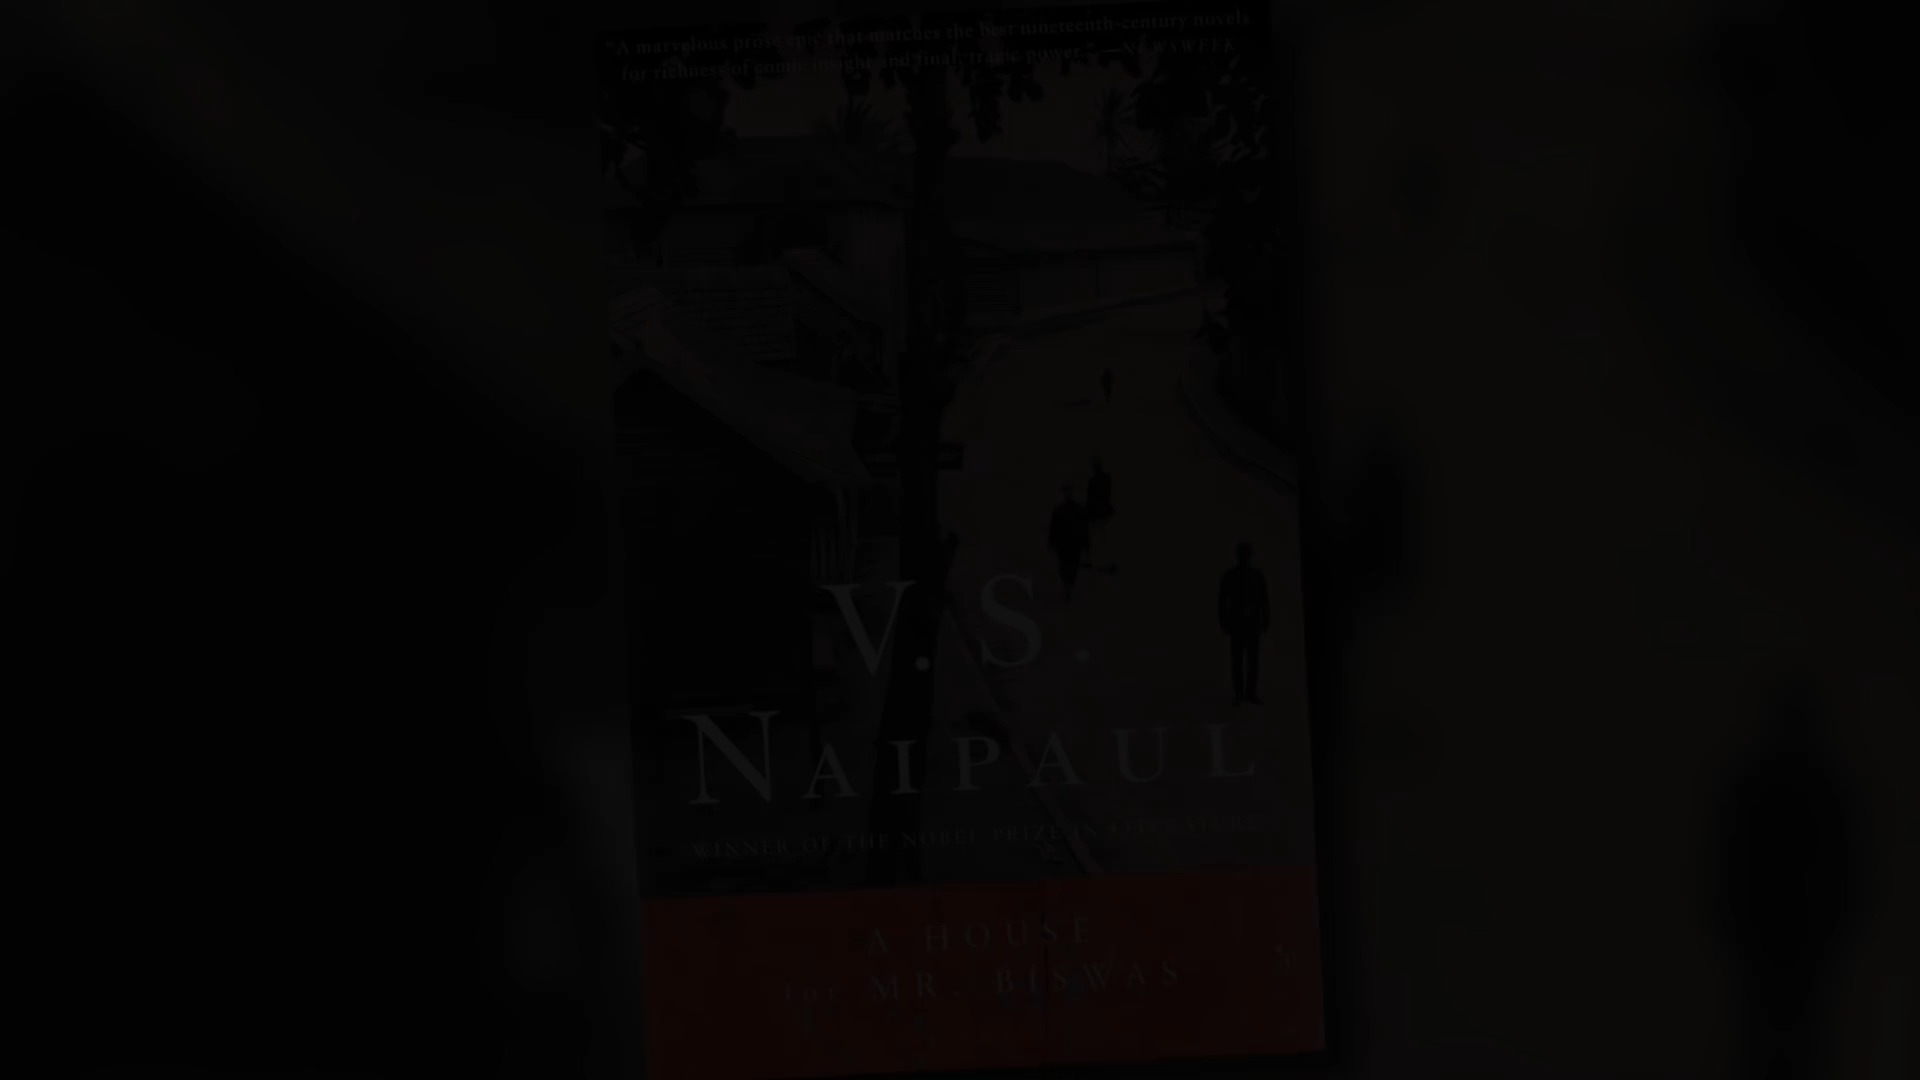 "A marvelous prose epic that matches the best nineteenth-century novels
for richness of comic insight and final, tragic power." —NEWSWEEK
V. S.
NAIPAUL
WINNER OF THE NOBEL PRIZE IN LITERATURE
A HOUSE
for MR. BISWAS